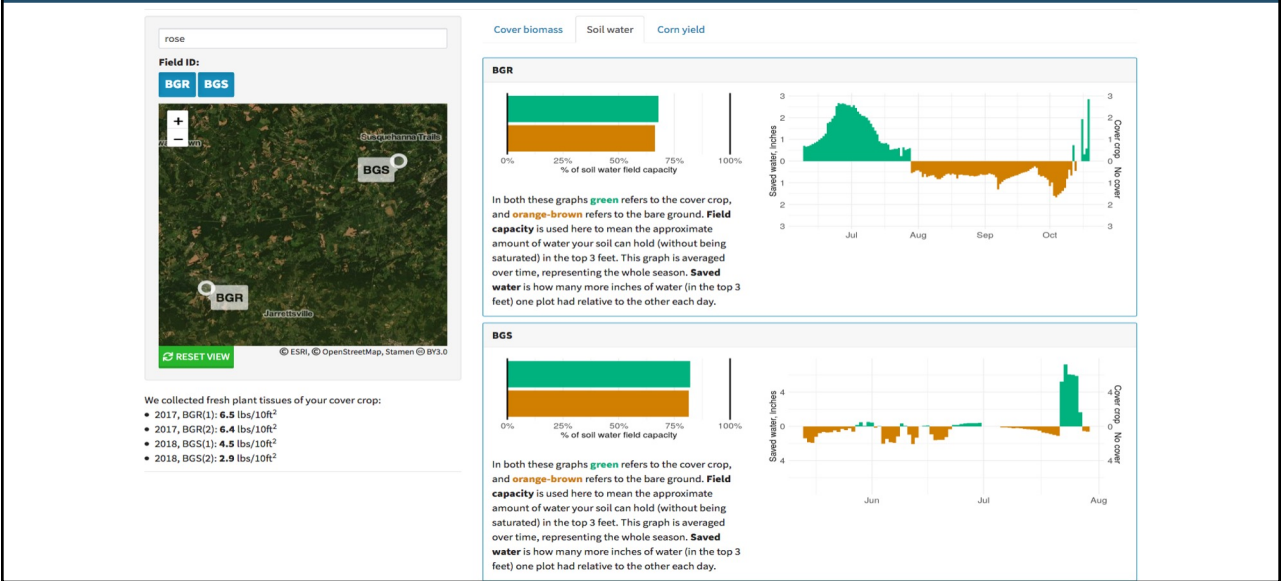 rose
Field ID:
BGR BGS
+
−
Susquehanna Trails
BGS
BGR
Jarrettsville
RESET VIEW
© ESRI, © OpenStreetMap, Stamen BY3.0
We collected fresh plant tissues of your cover crop:
• 2017, BGR(1): 6.5 lbs/10ft²
• 2017, BGR(2): 6.4 lbs/10ft²
• 2018, BGS(1): 4.5 lbs/10ft²
• 2018, BGS(2): 2.9 lbs/10ft²
Cover biomass Soil water Corn yield
BGR
0% 25% 50% 75% 100%
% of soil water field capacity
In both these graphs green refers to the cover crop,
and orange-brown refers to the bare ground. Field
capacity is used here to mean the approximate
amount of water your soil can hold (without being
saturated) in the top 3 feet. This graph is averaged
over time, representing the whole season. Saved
water is how many more inches of water (in the top 3
feet) one plot had relative to the other each day.
Saved water, inches
3 3
2 2
1 1
0 0
1 1
2 2
3 3
Cover crop No cover
Jul Aug Sep Oct
BGS
0% 25% 50% 75% 100%
% of soil water field capacity
In both these graphs green refers to the cover crop,
and orange-brown refers to the bare ground. Field
capacity is used here to mean the approximate
amount of water your soil can hold (without being
saturated) in the top 3 feet. This graph is averaged
over time, representing the whole season. Saved
water is how many more inches of water (in the top 3
feet) one plot had relative to the other each day.
Saved water, inches
4 4
0 0
4 4
Cover crop No cover
Jun Jul Aug